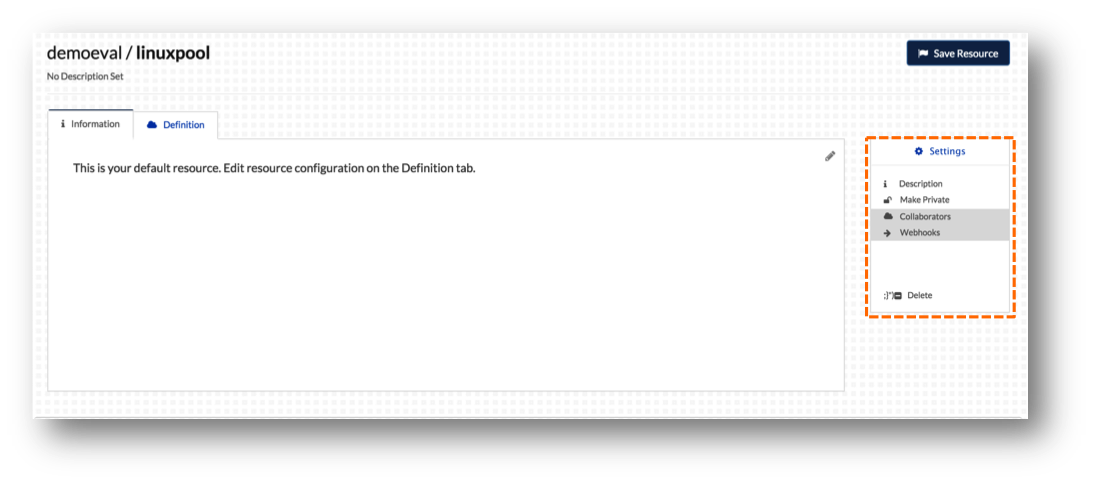 demoeval / linuxpool
Save Resource
No Description Set
Information
Definition
This is your default resource. Edit resource configuration on the Definition tab.
Settings
Description
Make Private
Collaborators
Webhooks
;}")Delete